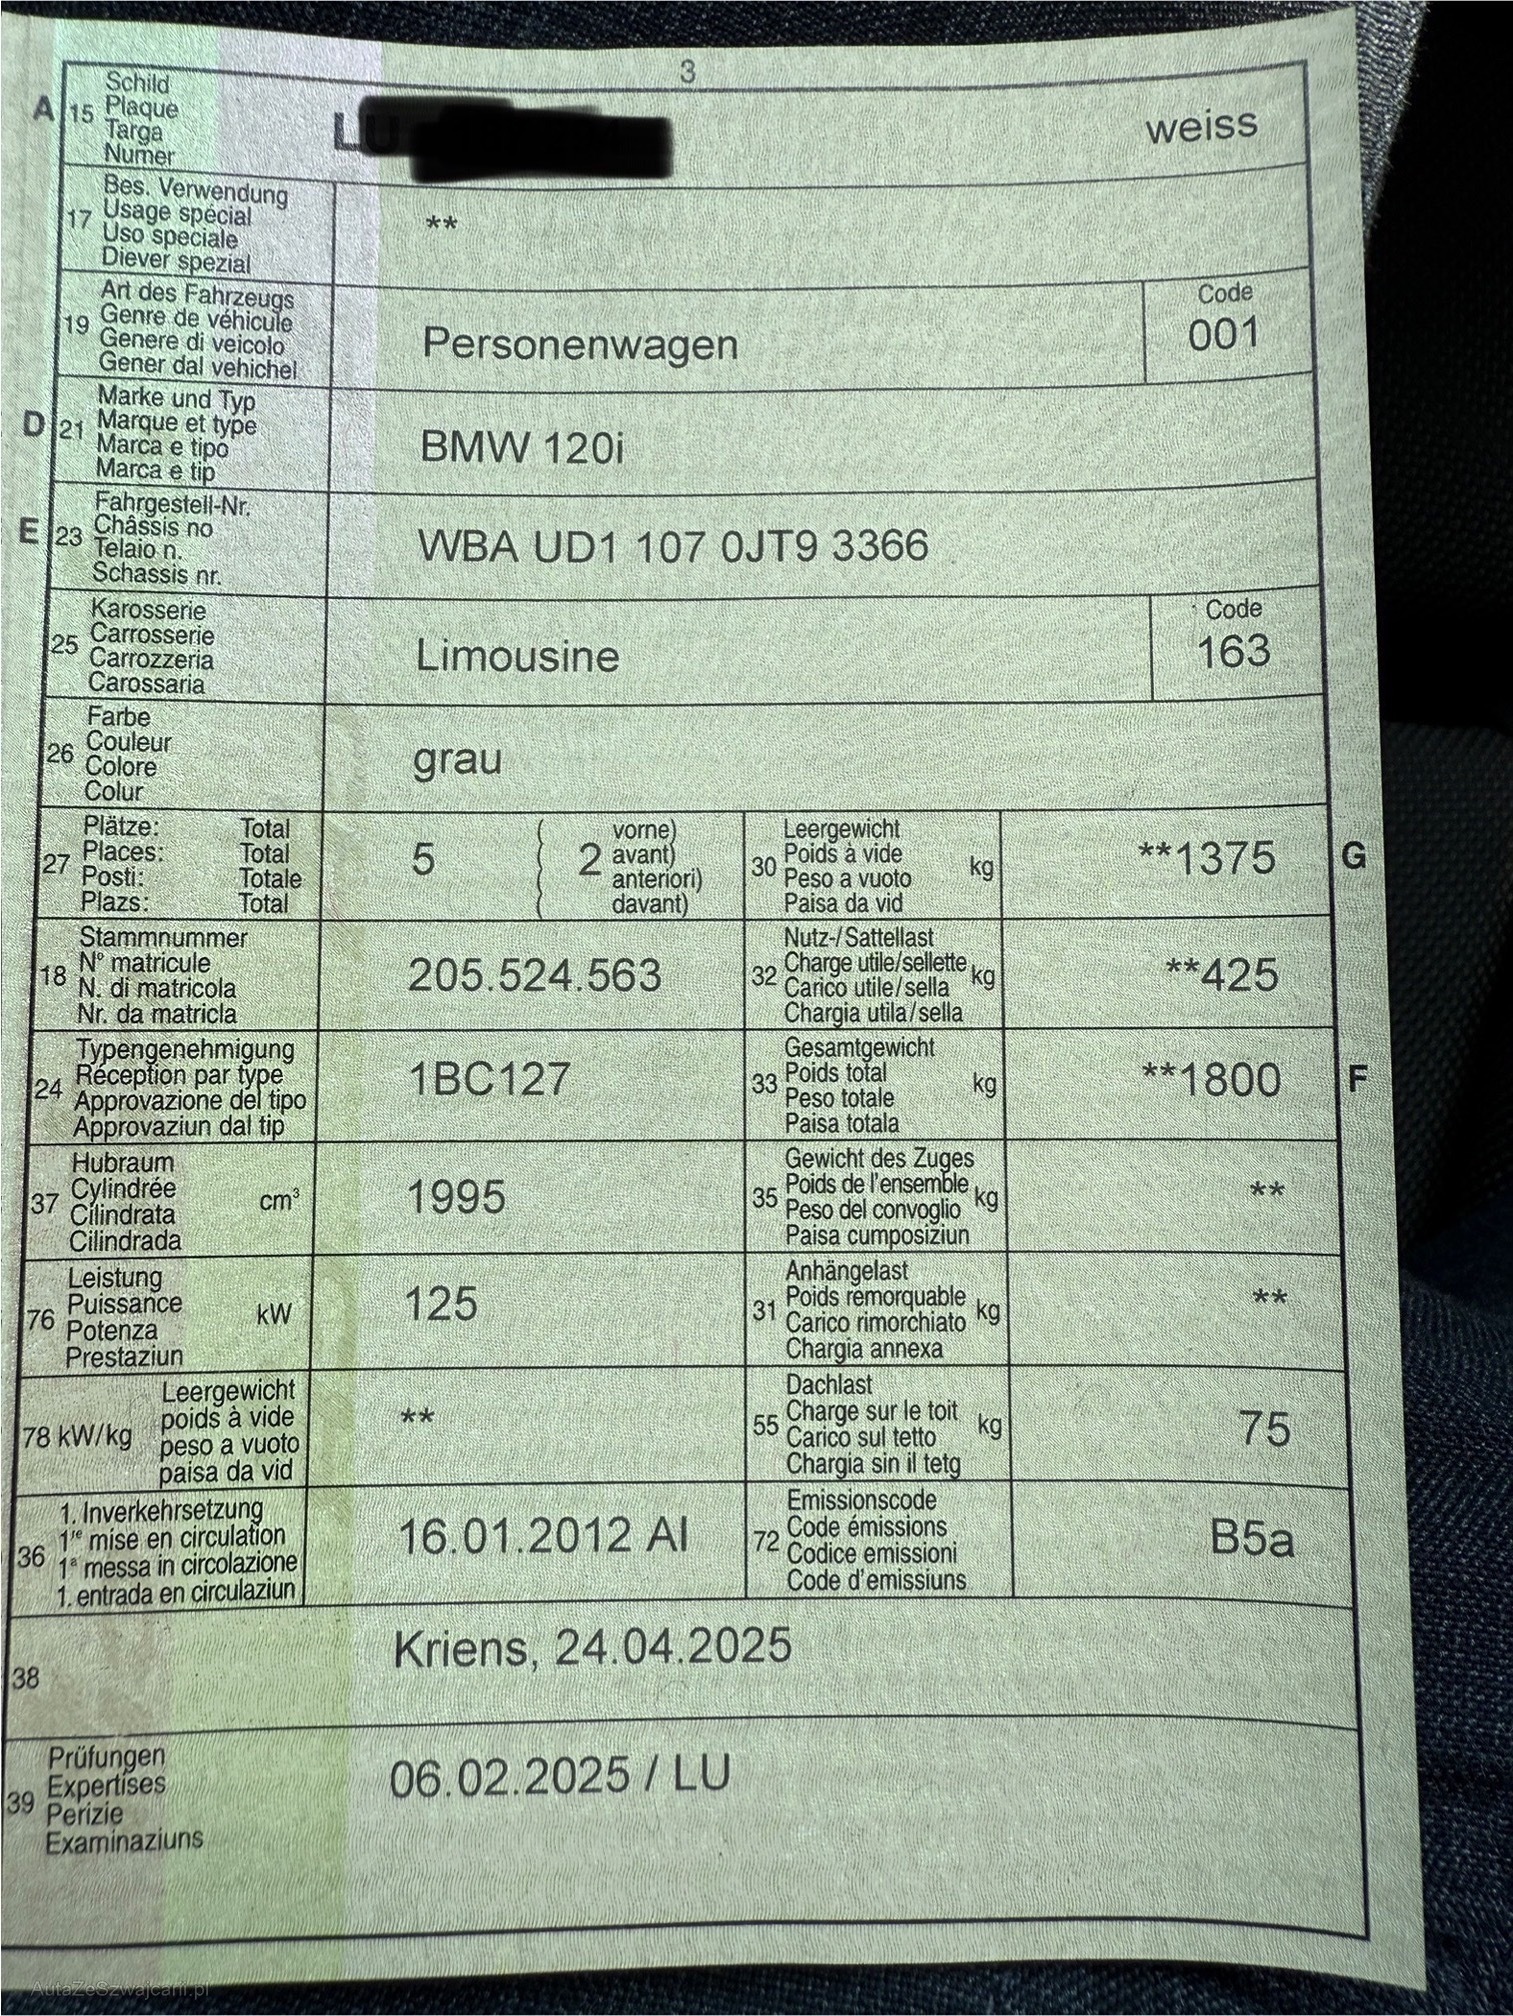 3
A 15 Schild
Plaque
Targa
Numer
LU
weiss
17 Bes. Verwendung
Usage spécial
Uso speciale
Diever spezial
**
19 Art des Fahrzeugs
Genre de véhicule
Genere di veicolo
Gener dal vehichel
Personenwagen
Code
001
D 21 Marke und Typ
Marque et type
Marca e tipo
Marca e tip
BMW 120i
E 23 Fahrgestell-Nr.
Châssis no
Telaio n.
Schassis nr.
WBA UD1 107 0JT9 3366
25 Karosserie
Carrosserie
Carrozzeria
Carossaria
Limousine
Code
163
26 Farbe
Couleur
Colore
Colur
grau
27 Plätze: Total
Places: Total
Posti: Totale
Plazs: Total
5 ( 2 vorne)
( avant)
( anteriori)
( davant)
30 Leergewicht
Poids à vide
Peso a vuoto
Paisa da vid
kg
**1375 G
18 Stammnummer
N° matricule
N. di matricola
Nr. da matricla
205.524.563
32 Nutz-/Sattellast
Charge utile/sellette
Carico utile/sella
Chargia utila/sella
kg
**425
24 Typengenehmigung
Réception par type
Approvazione del tipo
Approvaziun dal tip
1BC127
33 Gesamtgewicht
Poids total
Peso totale
Paisa totala
kg
**1800 F
37 Hubraum
Cylindrée
Cilindrata
Cilindrada
cm³
1995
35 Gewicht des Zuges
Poids de l'ensemble
Peso del convoglio
Paisa cumposiziun
kg
**
76 Leistung
Puissance
Potenza
Prestaziun
kW
125
31 Anhängelast
Poids remorquable
Carico rimorchiato
Chargia annexa
kg
**
78 kW/kg Leergewicht
poids à vide
peso a vuoto
paisa da vid
**
55 Dachlast
Charge sur le toit
Carico sul tetto
Chargia sin il tetg
kg
75
36 1. Inverkehrsetzung
1re mise en circulation
1a messa in circolazione
1. entrada en circulaziun
16.01.2012 AI
72 Emissionscode
Code émissions
Codice emissioni
Code d'emissiuns
B5a
38 Kriens, 24.04.2025
39 Prüfungen
Expertises
Perizie
Examinaziuns
06.02.2025 / LU
AutaZeSzwajcarii.pl